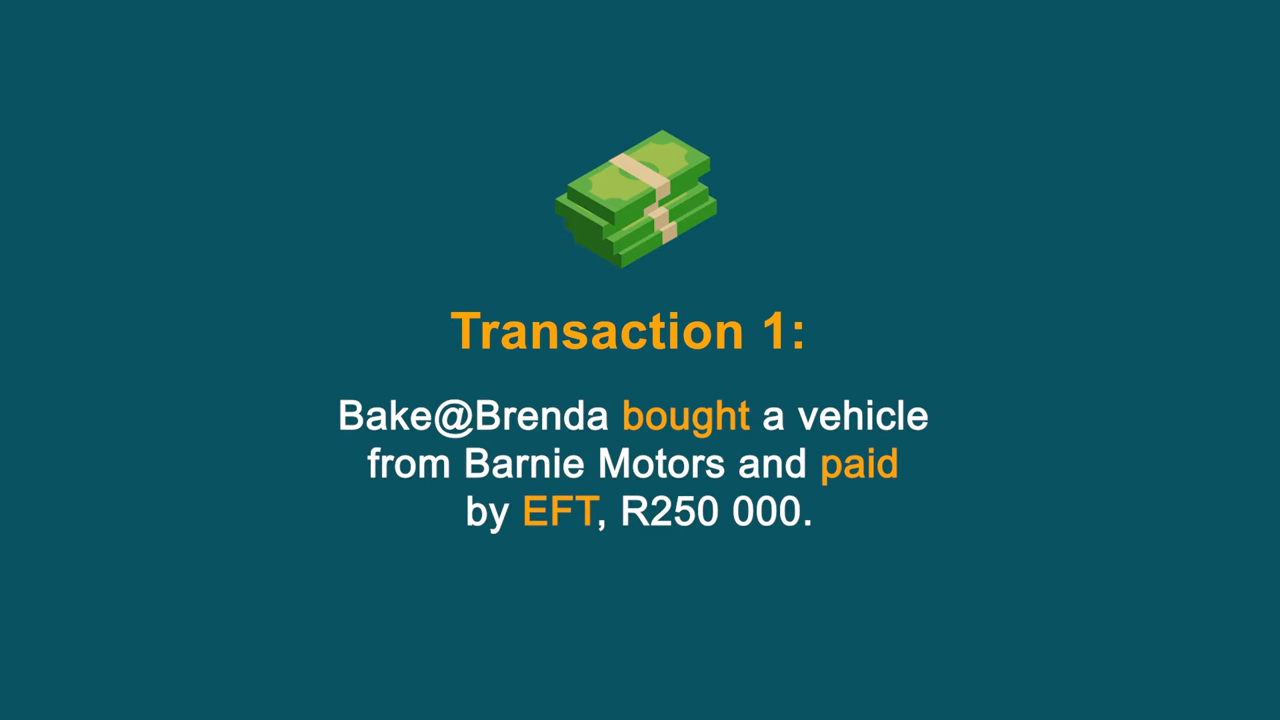 Transaction 1:
Bake@Brenda bought a vehicle
from Barnie Motors and paid
by EFT, R250 000.